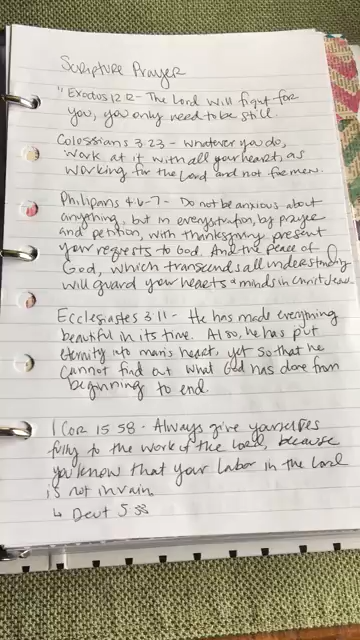 Scripture Prayer
"Exodus 12 12 - The Lord will fight for
you, you only need to be still.
Colossians 3:23 - whatever you do,
work at it with all your heart, as
working for the Lord and not for men.
Philipians 4 6-7 - Do not be anxious about
anything, but in every situation, by prayer
and petition, with thanksgiving present
your requests to God. And the peace of
God, which transcends all understanding
will guard your hearts & minds in Christ Jesus
Ecclesiastes 3:11 - He has made everything
beautiful in its time. Also, he has put
eternity into man's heart, yet so that he
cannot find out what God has done from
beginning to end.
1 Cor 15 58 - Always give yourselves
fully to the work of the Lord, because
you know that your labor in the Lord
is not in vain.
↳ Deut 5